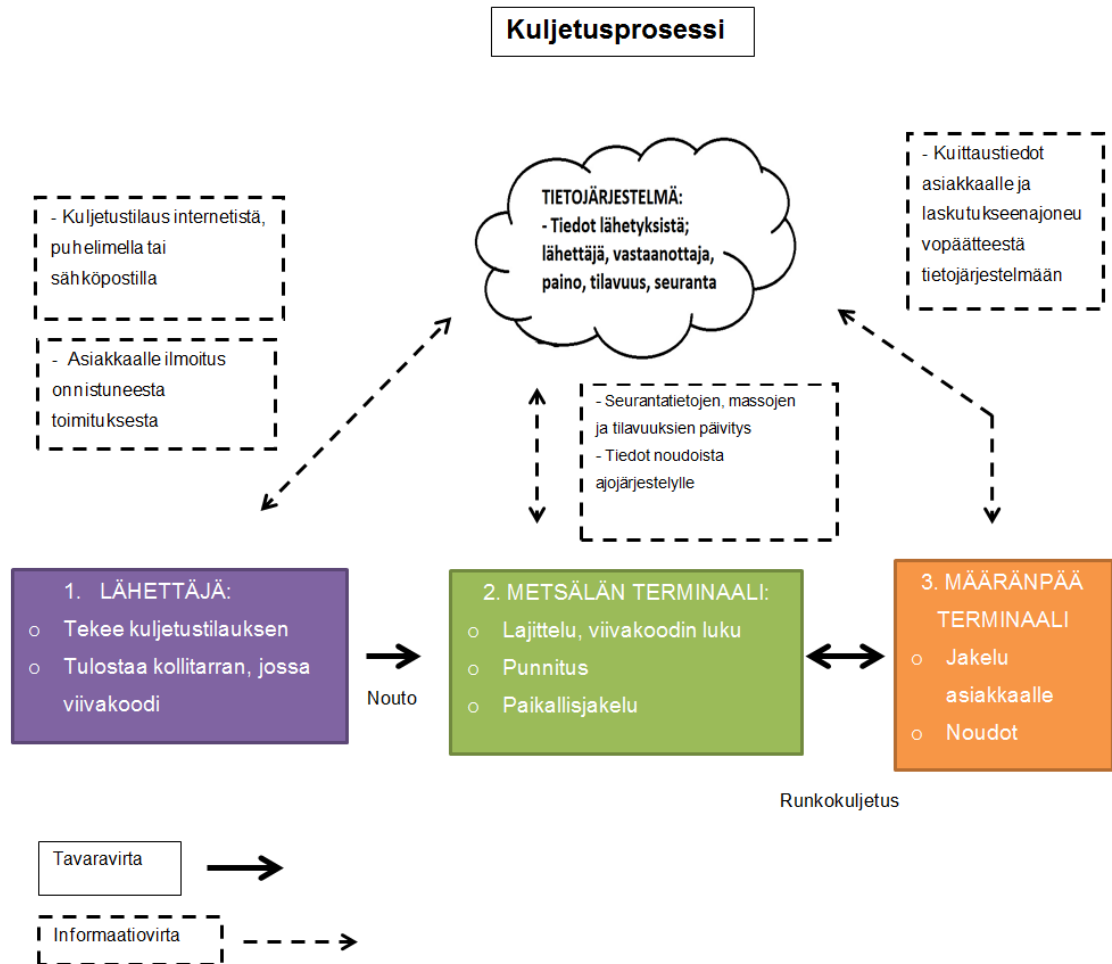 Kuljetusprosessi
- Kuljetustilaus internetistä,
puhelimella tai
sähköpostilla
- Asiakkaalle ilmoitus
onnistuneesta
toimituksesta
TIETOJÄRJESTELMÄ:
- Tiedot lähetyksistä;
lähettäjä, vastaanottaja,
paino, tilavuus, seuranta
- Kuittaustiedot
asiakkaalle ja
laskutukseenajoneu
vopäätteestä
tietojärjestelmään
- Seurantatietojen, massojen
ja tilavuuksien päivitys
- Tiedot noudoista
ajojärjestelylle
1. LÄHETTÄJÄ:
o Tekee kuljetustilauksen
o Tulostaa kollitarran, jossa
viivakoodi
Nouto
2. METSÄLÄN TERMINAALI:
o Lajittelu, viivakoodin luku
o Punnitus
o Paikallisjakelu
3. MÄÄRÄNPÄÄ
TERMINAALI
o Jakelu
asiakkaalle
o Noudot
Runkokuljetus
Tavaravirta
Informaatiovirta